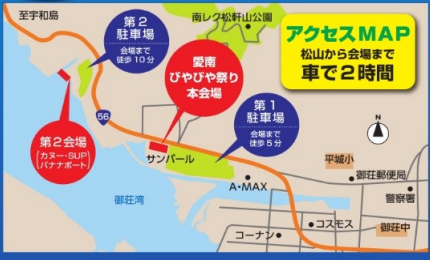 至宇和島
第2
駐車場
会場まで
徒歩10分
南レク松軒山公園
アクセスMAP
松山から会場まで
車で2時間
愛南
びやびや祭り
本会場
第1
駐車場
会場まで
徒歩5分
56
第2会場
(カヌー・SUP
バナナボート)
サンパール
御荘湾
A・MAX
N
平城小
御荘郵便局
警察署
コスモス
コーナン
御荘中